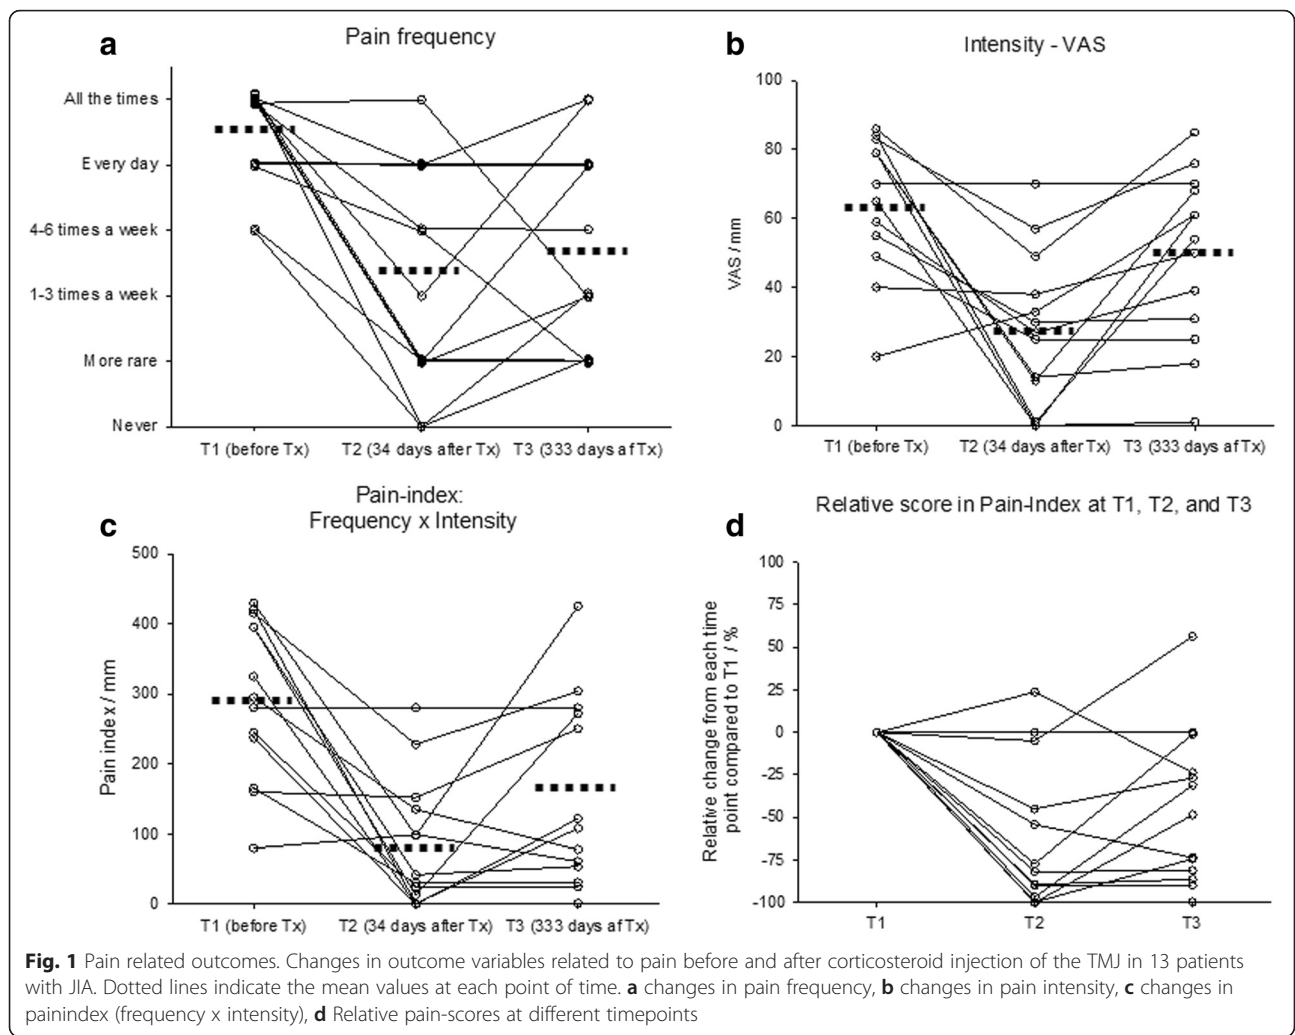 a
Pain frequency
All the times
Every day
4-6 times a week
1-3 times a week
More rare
Never
T1 (before Tx) T2 (34 days after Tx) T3 (333 days af Tx)
b
Intensity - VAS
VAS / mm
100
80
60
40
20
0
T1 (before Tx) T2 (34 days after Tx) T3 (333 days af Tx)
c
Pain-index:
Frequency x Intensity
Pain index / mm
500
400
300
200
100
0
T1 (before Tx) T2 (34 days after Tx) T3 (333 days af Tx)
d
Relative score in Pain-Index at T1, T2, and T3
Relative change from each time
point compared to T1 / %
100
75
50
25
0
-25
-50
-75
-100
T1 T2 T3
Fig. 1 Pain related outcomes. Changes in outcome variables related to pain before and after corticosteroid injection of the TMJ in 13 patients
with JIA. Dotted lines indicate the mean values at each point of time. a changes in pain frequency, b changes in pain intensity, c changes in
painindex (frequency x intensity), d Relative pain-scores at different timepoints